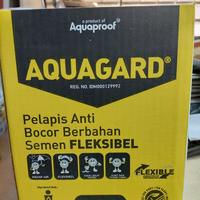 a product of
Aquaproof®
AQUAGARD®
REG. NO. IDM000129992
Pelapis Anti
Bocor Berbahan
Semen FLEKSIBEL
FLEXIBLE